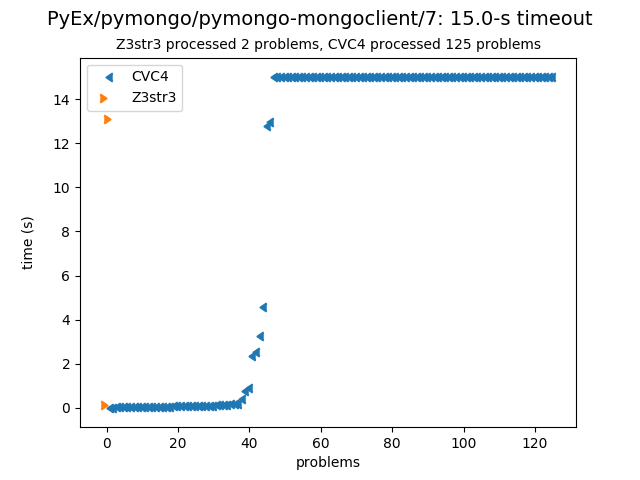 PyEx/pymongo/pymongo-mongoclient/7: 15.0-s timeout
Z3str3 processed 2 problems, CVC4 processed 125 problems
CVC4
Z3str3
14
12
10
8
6
4
2
0
time (s)
0 20 40 60 80 100 120
problems